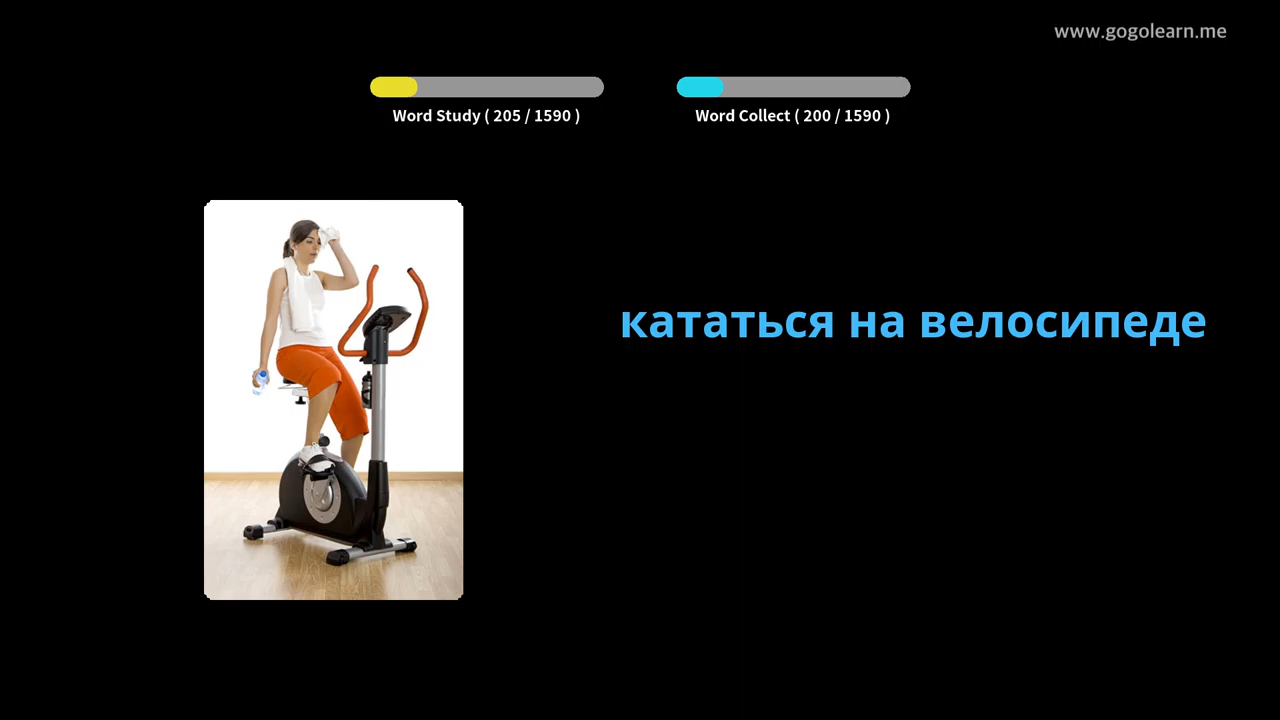 www.gogolearn.me
Word Study ( 205 / 1590 )
Word Collect ( 200 / 1590 )
кататься на велосипеде